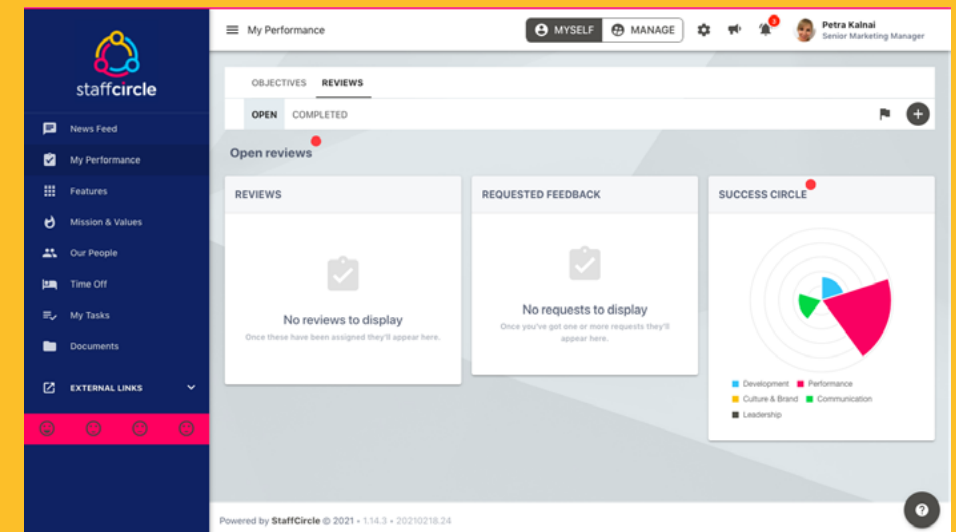 staffcircle
My Performance
MYSELF
MANAGE
3
Petra Kalnai
Senior Marketing Manager
News Feed
My Performance
Features
Mission & Values
Our People
Time Off
My Tasks
Documents
EXTERNAL LINKS
OBJECTIVES REVIEWS
OPEN COMPLETED
Open reviews
REVIEWS
No reviews to display
Once these have been assigned they'll appear here.
REQUESTED FEEDBACK
No requests to display
Once you've got one or more requests they'll
appear here.
SUCCESS CIRCLE
Development Performance
Culture & Brand Communication
Leadership
Powered by StaffCircle © 2021 • 1.14.3 • 20210218.24